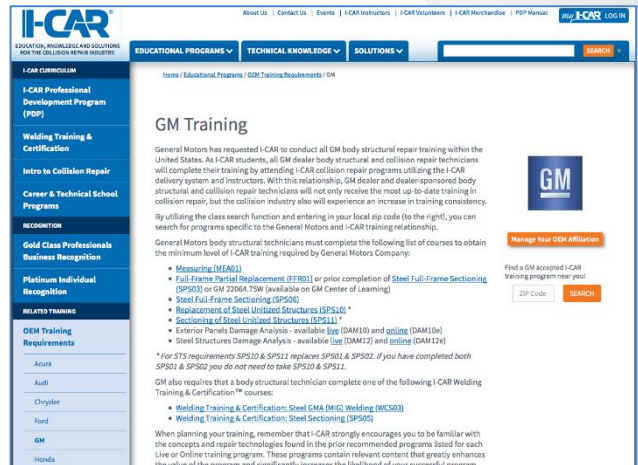 I-CAR
EDUCATION, KNOWLEDGE AND SOLUTIONS
FOR THE COLLISION REPAIR INDUSTRY.
About Us | Contact Us | Events | I-CAR Instructors | I-CAR Volunteers | I-CAR Merchandise | PDP Manual
my I-CAR LOG IN
EDUCATIONAL PROGRAMS TECHNICAL KNOWLEDGE SOLUTIONS
SEARCH
I-CAR CURRICULUM
I-CAR Professional
Development Program
(PDP)
Welding Training &
Certification
Intro to Collision Repair
Career & Technical School
Programs
RECOGNITION
Gold Class Professionals
Business Recognition
Platinum Individual
Recognition
RELATED TRAINING
OEM Training
Requirements
Acura
Audi
Chrysler
Ford
GM
Honda
Home / Educational Programs / OEM Training Requirements / GM
GM Training
General Motors has requested I-CAR to conduct all GM body structural repair training within the
United States. As I-CAR students, all GM dealer body structural and collision repair technicians
will complete their training by attending I-CAR collision repair programs utilizing the I-CAR
delivery system and instructors. With this relationship, GM dealer and dealer-sponsored body
structural and collision repair technicians will not only receive the most up-to-date training in
collision repair, but the collision industry also will experience an increase in training consistency.
By utilizing the class search function and entering in your local zip code (to the right), you can
search for programs specific to the General Motors and I-CAR training relationship.
General Motors body structural technicians must complete the following list of courses to obtain
the minimum level of I-CAR training required by General Motors Company:
• Measuring (MEA01)
• Full-Frame Partial Replacement (FFR01) or prior completion of Steel Full-Frame Sectioning
(SPS03) or GM 22064.75W (available on GM Center of Learning)
• Steel Full-Frame Sectioning (SPS06)
• Replacement of Steel Unitized Structures (SPS10) *
• Sectioning of Steel Unitized Structures (SPS11) *
• Exterior Panels Damage Analysis - available live (DAM10) and online (DAM10e)
• Steel Structures Damage Analysis - available live (DAM12) and online (DAM12e)
* For STS requirements SPS10 & SPS11 replaces SPS01 & SPS02. If you have completed both
SPS01 & SPS02 you do not need to take SPS10 & SPS11.
GM also requires that a body structural technician complete one of the following I-CAR Welding
Training & Certification™ courses:
• Welding Training & Certification: Steel GMA (MIG) Welding (WCS03)
• Welding Training & Certification: Steel Sectioning (SPS05)
When planning your training, remember that I-CAR strongly encourages you to be familiar with
the concepts and repair technologies found in the prior recommended programs listed for each
Live or Online training program. These programs contain relevant content that greatly enhances
the value of the program and significantly increases the likelihood of your successful program
GM
Manage Your OEM Affiliation
Find a GM accepted I-CAR
training program near you!
ZIP Code SEARCH